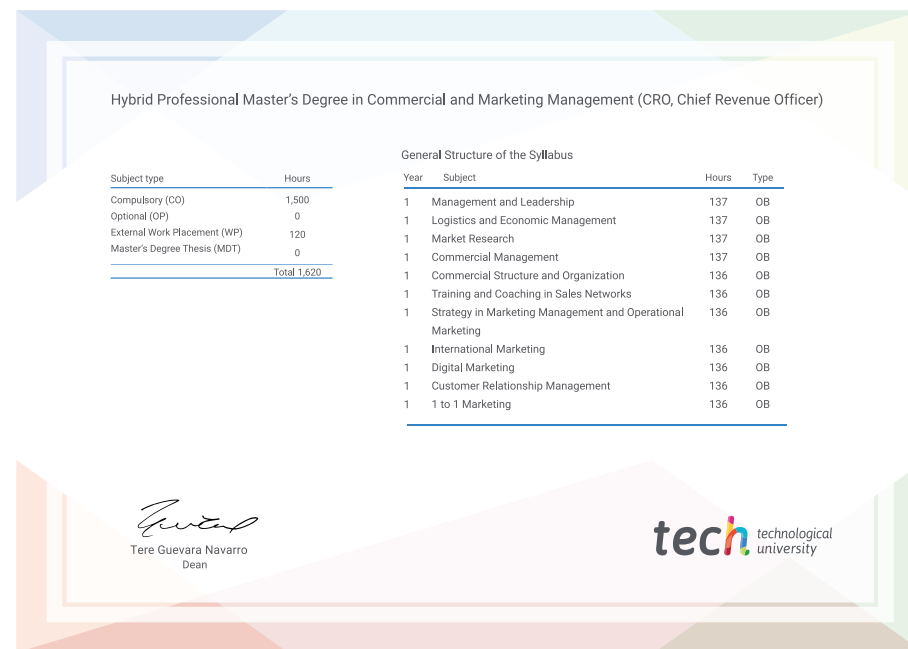 Hybrid Professional Master's Degree in Commercial and Marketing Management (CRO, Chief Revenue Officer)
Subject type Hours
Compulsory (CO) 1,500
Optional (OP) 0
External Work Placement (WP) 120
Master's Degree Thesis (MDT) 0
Total 1,620
General Structure of the Syllabus
Year Subject Hours Type
1 Management and Leadership 137 OB
1 Logistics and Economic Management 137 OB
1 Market Research 137 OB
1 Commercial Management 137 OB
1 Commercial Structure and Organization 136 OB
1 Training and Coaching in Sales Networks 136 OB
1 Strategy in Marketing Management and Operational 136 OB
Marketing
1 International Marketing 136 OB
1 Digital Marketing 136 OB
1 Customer Relationship Management 136 OB
1 1 to 1 Marketing 136 OB
Tere Guevara Navarro
Dean
tech technological
university